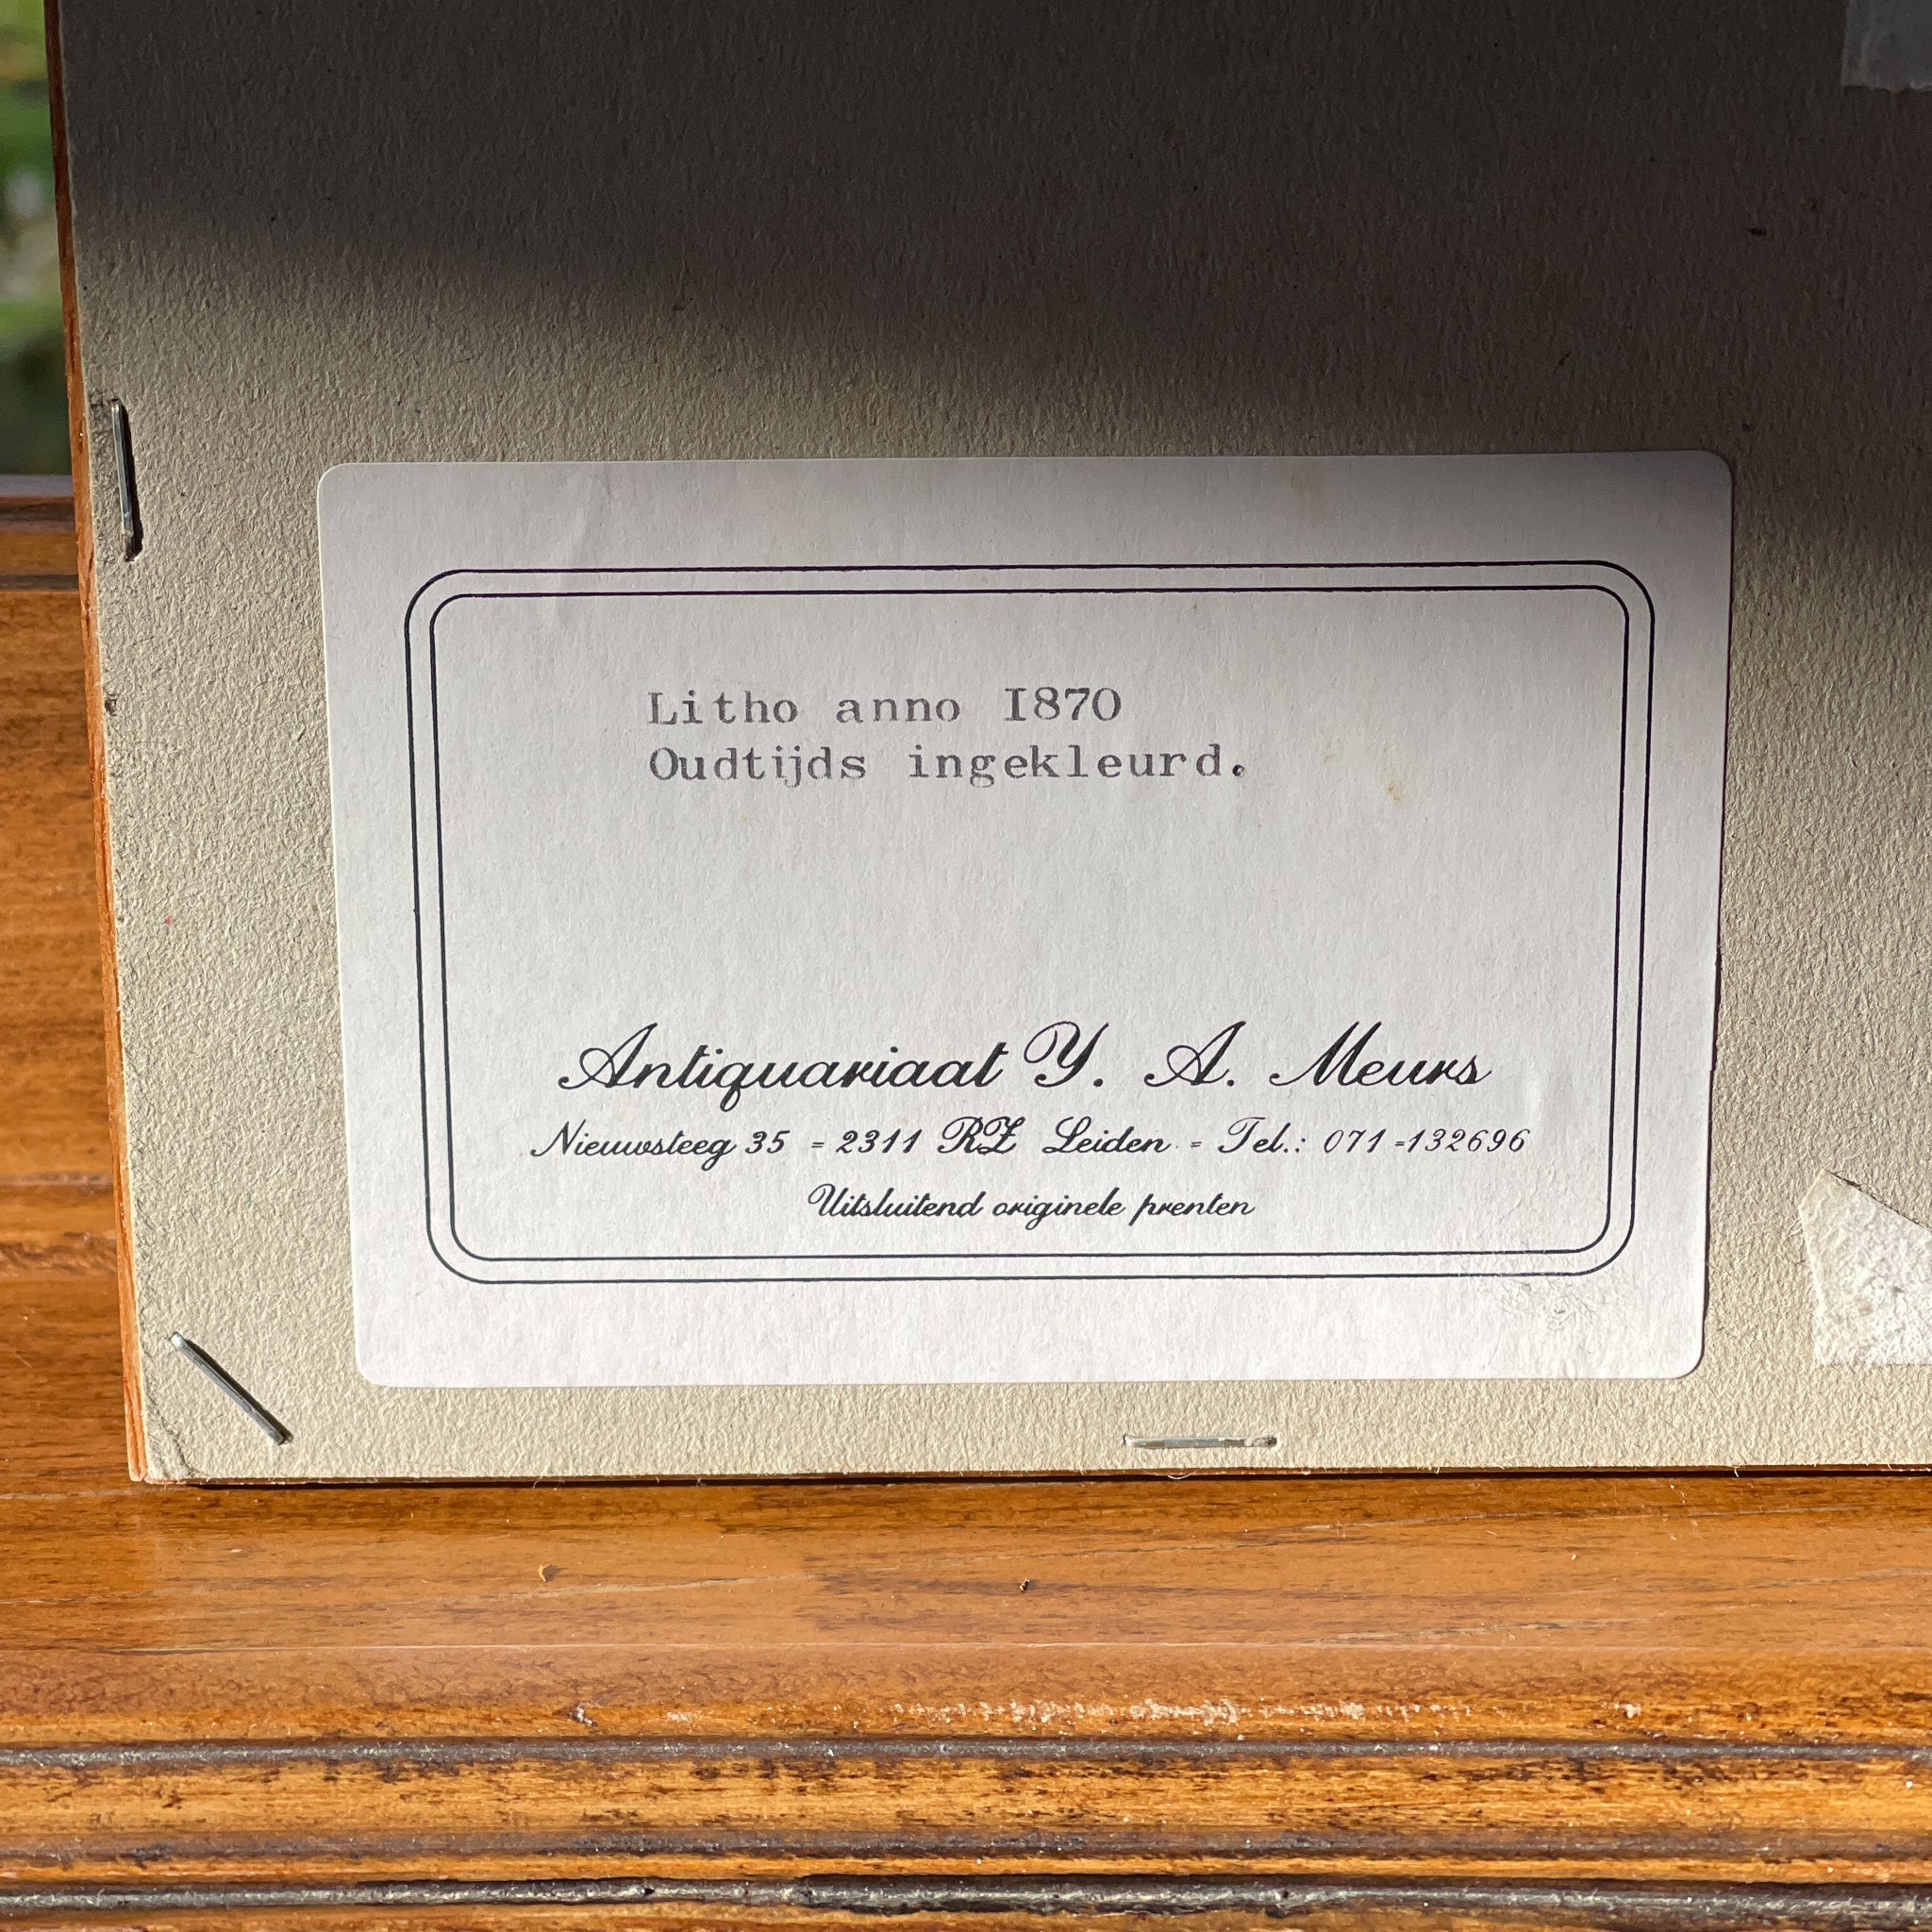 Litho anno I870
Oudtijds ingekleurd.
Antiquariaat Y. A. Meurs
Nieuwsteeg 35 = 2311 RZ Leiden = Tel.: 071 =132696
Uitsluitend originele prenten